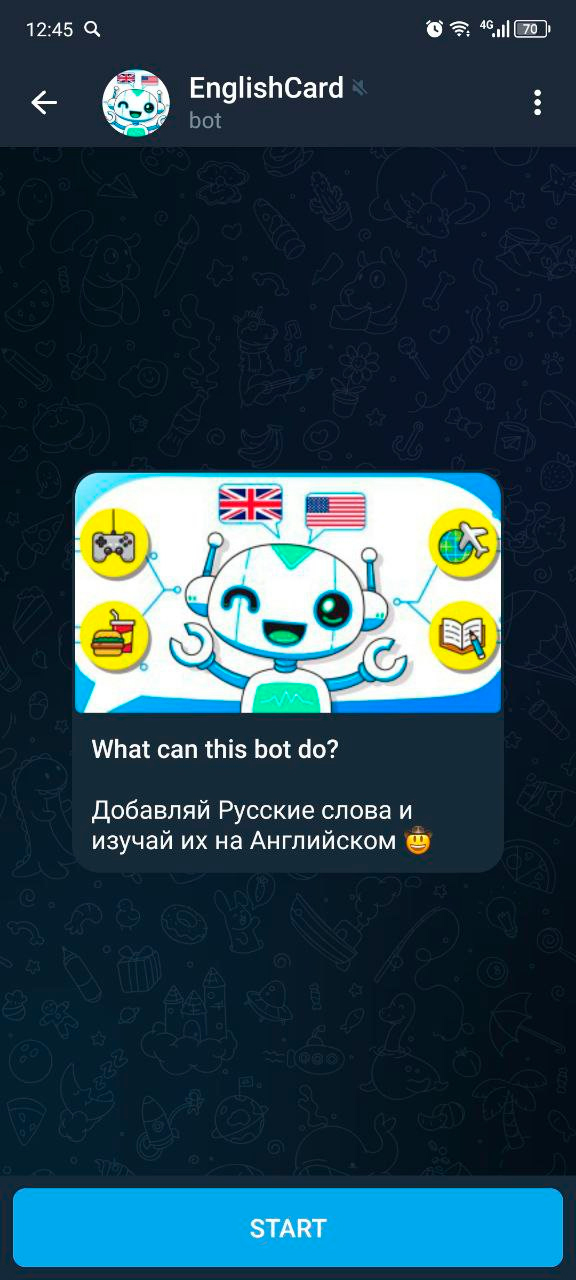 12:45
4G
70
EnglishCard
bot
What can this bot do?
Добавляй Русские слова и
изучай их на Английском 🤠
START